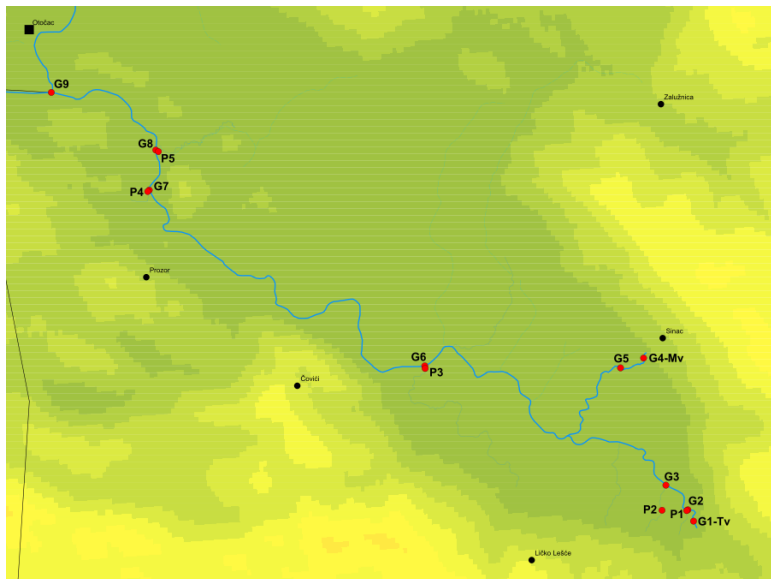 Otočac
G9
Zalužnica
G8
P5
G7
P4
Prozor
Sinac
G6
G5
G4-Mv
P3
Čovići
G3
P2
P1
G2
G1-Tv
Ličko Lešće